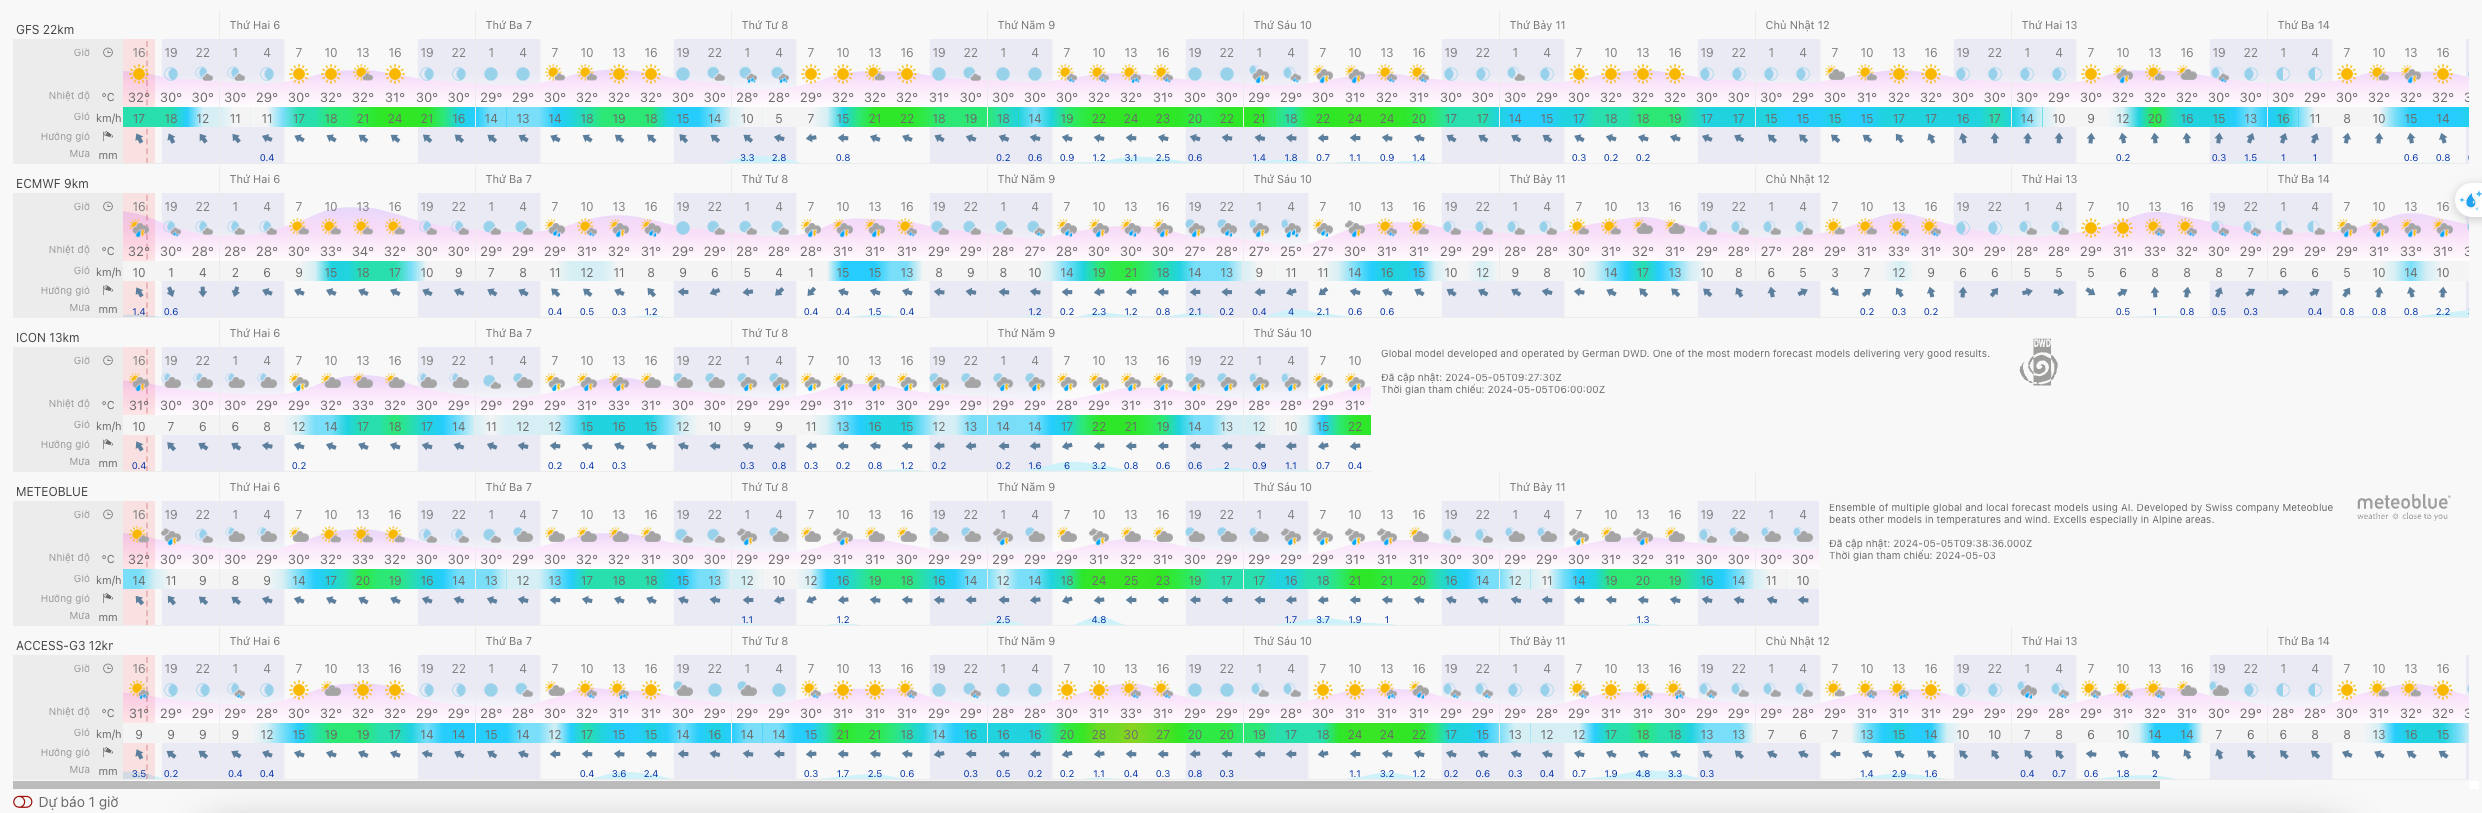 GFS 22km
Thứ Hai 6 Thứ Ba 7 Thứ Tư 8 Thứ Năm 9 Thứ Sáu 10 Thứ Bảy 11 Chủ Nhật 12 Thứ Hai 13 Thứ Ba 14
Giờ 16 19 22 1 4 7 10 13 16 19 22 1 4 7 10 13 16 19 22 1 4 7 10 13 16 19 22 1 4 7 10 13 16 19 22 1 4 7 10 13 16 19 22 1 4 7 10 13 16 19 22 1 4 7 10 13 16 19 22 1 4 7 10 13 16 19 22 1 4 7 10 13 16
Nhiệt độ °C 32° 30° 30° 30° 29° 30° 32° 32° 31° 30° 30° 29° 29° 30° 32° 32° 32° 30° 30° 28° 28° 30° 32° 32° 32° 31° 30° 30° 29° 30° 32° 33° 31° 30° 30° 29° 29° 30° 31° 32° 31° 30° 30° 30° 29° 30° 32° 32° 32° 30° 30° 30° 29° 30° 31° 32° 31° 30° 30° 30° 29° 30° 32° 32° 32° 30° 29° 30° 29° 30° 31° 32° 32°
Gió km/h 17 18 12 11 11 17 18 21 24 21 16 14 13 14 18 19 18 15 14 10 5 7 15 21 22 18 19 18 14 19 22 24 23 20 22 21 18 22 24 24 20 17 17 14 15 17 18 19 17 17 17 15 15 15 15 17 17 16 17 14 10 9 12 20 16 15 13 16 11 8 10 15 14
Hướng gió
Mưa mm 0.4 3.3 2.8 0.8 0.2 0.6 0.9 1.2 3.1 2.5 0.6 1.4 1.8 0.7 1.1 0.9 1.4 0.3 0.2 0.2 0.2 0.3 1.5 1 1 0.6 0.8
ECMWF 9km
Thứ Hai 6 Thứ Ba 7 Thứ Tư 8 Thứ Năm 9 Thứ Sáu 10 Thứ Bảy 11 Chủ Nhật 12 Thứ Hai 13 Thứ Ba 14
Giờ 16 19 22 1 4 7 10 13 16 19 22 1 4 7 10 13 16 19 22 1 4 7 10 13 16 19 22 1 4 7 10 13 16 19 22 1 4 7 10 13 16 19 22 1 4 7 10 13 16 19 22 1 4 7 10 13 16 19 22 1 4 7 10 13 16 19 22 1 4 7 10 13 16
Nhiệt độ °C 32° 30° 28° 28° 28° 30° 33° 34° 32° 30° 29° 29° 28° 29° 31° 32° 31° 29° 29° 28° 28° 28° 31° 31° 31° 29° 29° 28° 27° 28° 30° 30° 30° 27° 28° 27° 25° 27° 30° 31° 31° 29° 29° 28° 28° 30° 31° 32° 30° 29° 28° 27° 28° 29° 31° 33° 31° 30° 29° 28° 28° 29° 31° 33° 31° 30° 29° 28° 28° 29° 31° 33° 31°
Gió km/h 10 1 4 2 6 9 15 18 17 10 9 7 8 11 12 11 8 9 6 5 4 1 15 15 13 8 9 8 10 14 19 21 18 14 13 9 11 11 14 16 15 10 12 9 8 10 14 17 13 10 8 6 5 3 7 12 9 6 6 5 5 5 6 8 8 8 7 6 6 5 10 14 10
Hướng gió
Mưa mm 1.4 0.6 0.4 0.5 0.3 1.2 0.4 0.4 1.5 0.4 1.2 0.2 2.3 1.2 0.8 2.1 0.2 0.4 4 2.1 0.6 0.6 0.2 0.3 0.2 0.5 1 0.8 0.5 0.3 0.4 0.8 0.8 0.8 2.2
ICON 13km
Thứ Hai 6 Thứ Ba 7 Thứ Tư 8 Thứ Năm 9 Thứ Sáu 10
Giờ 16 19 22 1 4 7 10 13 16 19 22 1 4 7 10 13 16 19 22 1 4 7 10 13 16 19 22 1 4 7 10 13 16 19 22 1 4 7 10
Nhiệt độ °C 31° 30° 30° 30° 29° 30° 32° 33° 32° 30° 30° 29° 29° 29° 31° 33° 31° 30° 30° 29° 29° 30° 31° 31° 31° 30° 29° 29° 28° 28° 29° 31° 31° 29° 29° 28° 28° 29° 31°
Gió km/h 10 7 6 6 8 12 14 17 18 17 14 11 12 12 15 16 15 12 10 9 9 11 13 16 15 12 13 14 14 17 22 21 19 14 13 12 10 15 22
Hướng gió
Mưa mm 0.4 0.2 0.2 0.4 0.3 0.3 0.8 0.3 0.2 0.8 1.2 0.2 0.2 1.6 6 3.2 0.8 0.6 0.6 2 0.9 1.1 0.7 0.4
Global model developed and operated by German DWD. One of the most modern forecast models delivering very good results.
Đã cập nhật: 2024-05-05T09:27:30Z
Thời gian tham chiếu: 2024-05-05T06:00:00Z
DWD
METEOBLUE
Thứ Hai 6 Thứ Ba 7 Thứ Tư 8 Thứ Năm 9 Thứ Sáu 10 Thứ Bảy 11
Giờ 16 19 22 1 4 7 10 13 16 19 22 1 4 7 10 13 16 19 22 1 4 7 10 13 16 19 22 1 4 7 10 13 16 19 22 1 4 7 10 13 16 19 22 1 4 7 10 13 16 19 22 1 4
Nhiệt độ °C 32° 30° 30° 30° 29° 30° 32° 33° 32° 30° 30° 30° 29° 30° 32° 32° 32° 30° 30° 29° 29° 30° 31° 32° 31° 30° 30° 29° 29° 29° 31° 32° 31° 30° 30° 29° 29° 29° 31° 31° 31° 30° 30° 29° 29° 30° 31° 32° 31° 30° 30° 30° 30°
Gió km/h 14 11 9 8 9 14 17 20 19 16 14 13 12 13 17 18 18 15 13 12 10 12 16 19 18 16 14 12 14 18 24 25 23 19 17 17 16 18 21 21 20 16 14 12 11 14 19 20 19 16 14 11 10
Hướng gió
Mưa mm 1.1 1.2 2.5 4.8 1.7 3.7 1.9 1 1.3
Ensemble of multiple global and local forecast models using AI. Developed by Swiss company Meteoblue
beats other models in temperatures and wind. Excells especially in Alpine areas.
Đã cập nhật: 2024-05-05T09:38:36.000Z
Thời gian tham chiếu: 2024-05-03
meteoblue
weather close to you
ACCESS-G3 12kr
Thứ Hai 6 Thứ Ba 7 Thứ Tư 8 Thứ Năm 9 Thứ Sáu 10 Thứ Bảy 11 Chủ Nhật 12 Thứ Hai 13 Thứ Ba 14
Giờ 16 19 22 1 4 7 10 13 16 19 22 1 4 7 10 13 16 19 22 1 4 7 10 13 16 19 22 1 4 7 10 13 16 19 22 1 4 7 10 13 16 19 22 1 4 7 10 13 16 19 22 1 4 7 10 13 16 19 22 1 4 7 10 13 16 19 22 1 4 7 10 13 16
Nhiệt độ °C 31° 29° 29° 29° 28° 30° 32° 32° 32° 30° 29° 28° 28° 30° 31° 31° 31° 30° 29° 29° 28° 29° 31° 31° 31° 29° 29° 29° 28° 30° 31° 33° 31° 29° 29° 29° 28° 30° 31° 31° 31° 29° 29° 29° 28° 29° 31° 31° 30° 29° 29° 29° 28° 29° 31° 31° 31° 29° 29° 29° 28° 29° 31° 32° 31° 30° 29° 28° 28° 30° 31° 32° 32°
Gió km/h 9 9 9 9 12 15 19 19 17 14 14 15 14 12 17 15 15 14 16 14 14 15 21 21 18 14 16 16 16 20 28 30 27 20 20 19 17 18 24 24 22 17 15 13 12 12 17 18 18 13 13 7 6 7 13 15 14 10 10 7 8 6 10 14 14 7 6 6 8 8 13 16 15
Hướng gió
Mưa mm 3.5 0.2 0.4 0.4 0.4 3.6 2.4 0.3 1.7 2.5 0.6 0.3 0.5 0.2 0.2 1.1 0.4 0.3 0.8 0.3 1.1 3.2 1.2 0.2 0.6 0.3 0.4 0.7 1.9 4.8 3.3 0.3 1.4 2.9 1.6 0.4 0.7 0.6 1.8 2
Dự báo 1 giờ